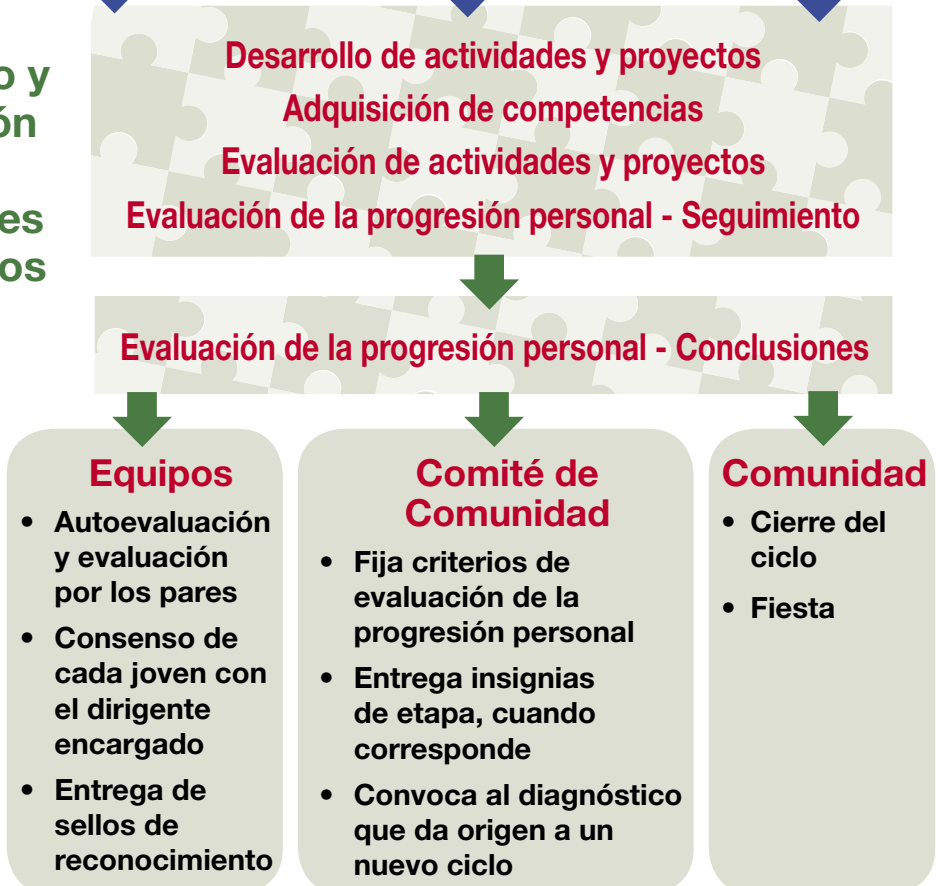 o y
ón
es
os
Desarrollo de actividades y proyectos
Adquisición de competencias
Evaluación de actividades y proyectos
Evaluación de la progresión personal - Seguimiento
Evaluación de la progresión personal - Conclusiones
Equipos
• Autoevaluación
y evaluación
por los pares
• Consenso de
cada joven con
el dirigente
encargado
• Entrega de
sellos de
reconocimiento
Comité de
Comunidad
• Fija criterios de
evaluación de la
progresión personal
• Entrega insignias
de etapa, cuando
corresponde
• Convoca al diagnóstico
que da origen a un
nuevo ciclo
Comunidad
• Cierre del
ciclo
• Fiesta